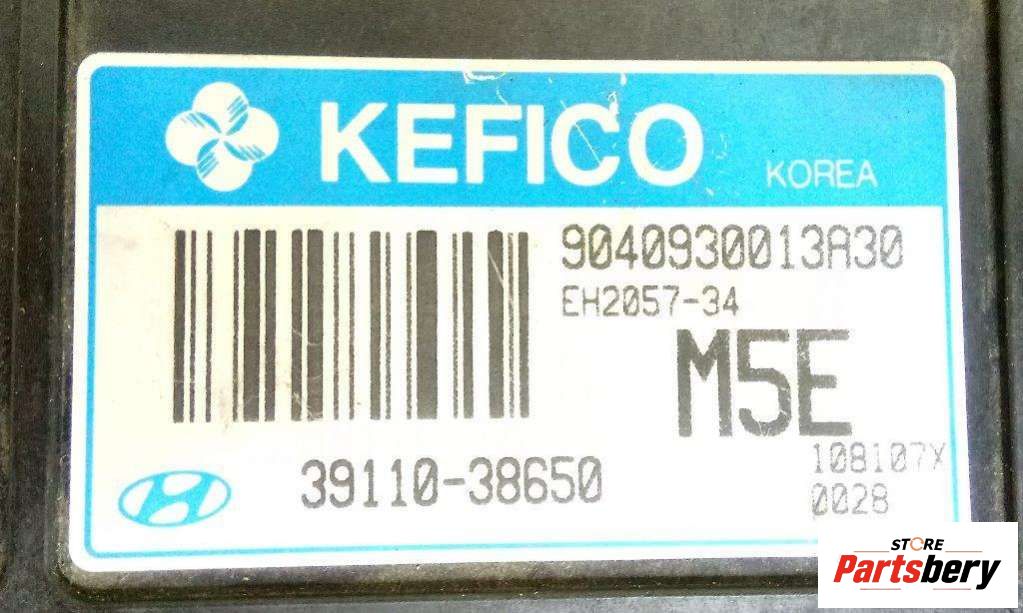 KEFICO
KOREA
9040930013A30
EH2057-34
M5E
39110-38650
108107X
0028
STORE
Partsbery